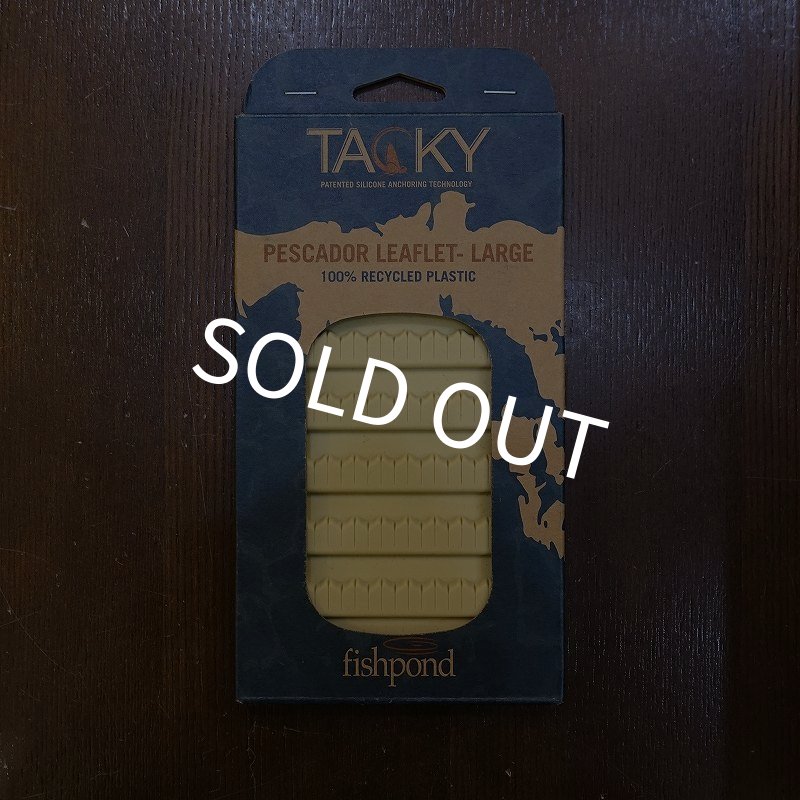 TACKY
PATENTED SILICONE ANCHORING TECHNOLOGY
PESCADOR LEAFLET- LARGE
100% RECYCLED PLASTIC
SOLD OUT
fishpond